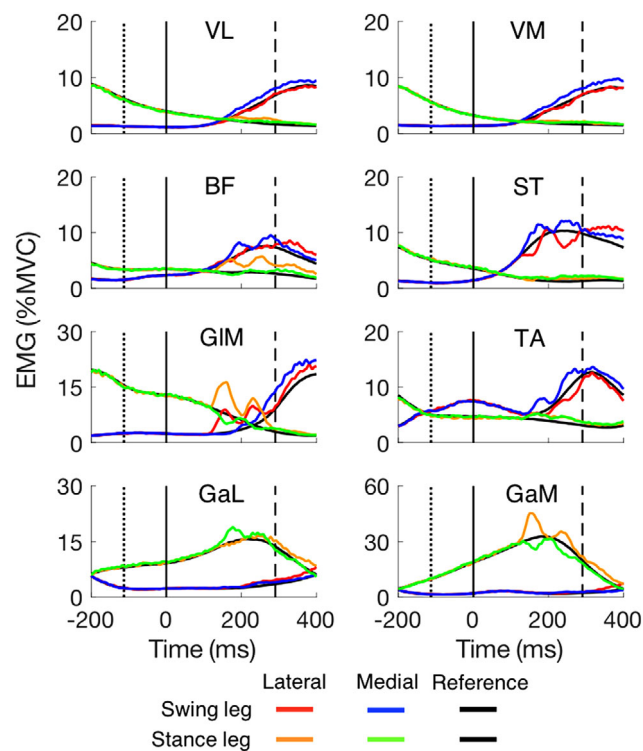 VL
VM
20
10
0
20
10
0
BF
ST
20
10
0
20
10
0
GlM
TA
30
15
0
20
10
0
GaL
GaM
30
15
0
60
30
0
EMG (%MVC)
-200 0 200 400
-200 0 200 400
Time (ms)
Time (ms)
Lateral Medial Reference
Swing leg
Stance leg